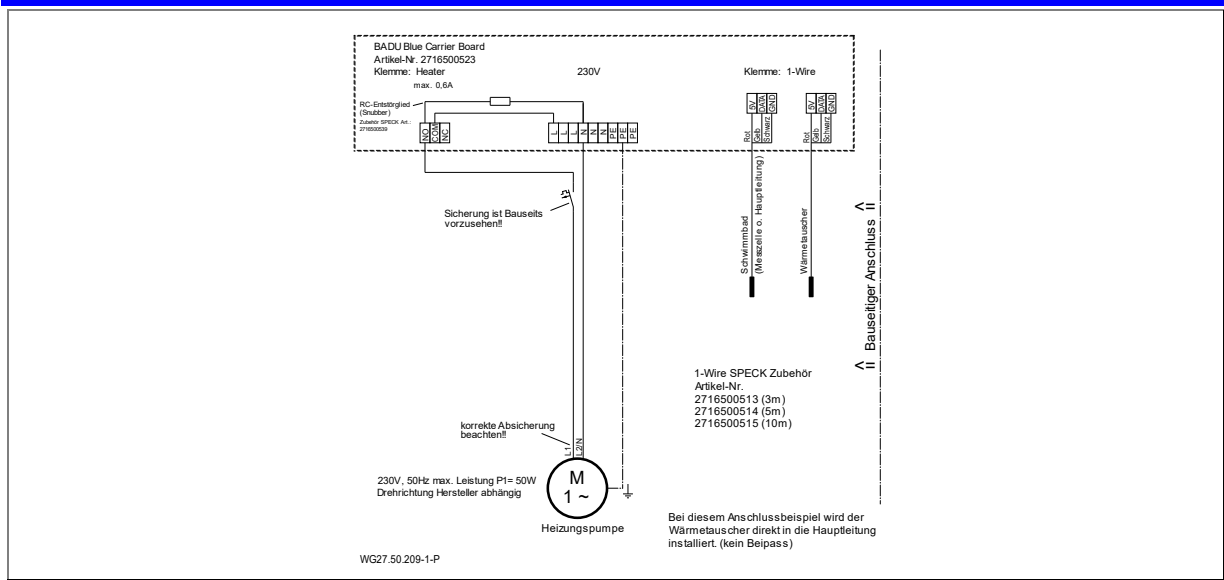 BADU Blue Carrier Board
Artikel-Nr. 2716500523
Klemme: Heater
max. 0,6A
230V
Klemme: 1-Wire
RC-Entstörglied
(Snubber)
Zubehör SPECK Art.:
2716500539
NO
COM
NC
L
L
L
N
N
N
PE
PE
PE
5V
DATA
GND
5V
DATA
GND
Rot
Gelb
Schwarz
Rot
Gelb
Schwarz
Sicherung ist Bauseits
vorzusehen!!
Schwimmbad
(Messzelle o. Hauptleitung)
Wärmetauscher
<= Bauseitiger Anschluss <=
1-Wire SPECK Zubehör
Artikel-Nr.
2716500513 (3m)
2716500514 (5m)
2716500515 (10m)
korrekte Absicherung
beachten!!
L1
L2/N
230V, 50Hz max. Leistung P1= 50W
Drehrichtung Hersteller abhängig
M
1 ~
Heizungspumpe
Bei diesem Anschlussbeispiel wird der
Wärmetauscher direkt in die Hauptleitung
installiert. (kein Beipass)
WG27.50.209-1-P